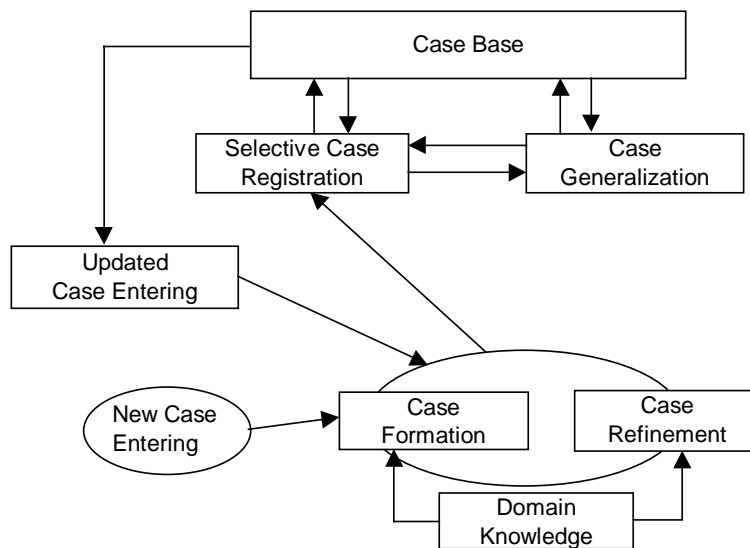 Case Base
Selective Case
Registration
Case
Generalization
Updated
Case Entering
New Case
Entering
Case
Formation
Case
Refinement
Domain
Knowledge